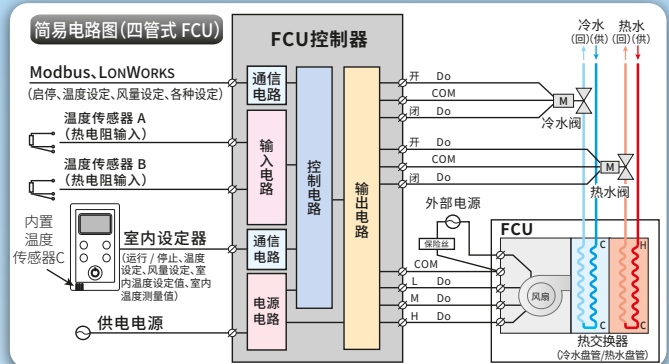 简易电路图(四管式 FCU)
FCU控制器
冷水
(回)(供)
热水
(回)(供)
Modbus、LONWORKS
(启停、温度设定、风量设定、各种设定)
通信
电路
温度传感器 A
(热电阻输入)
温度传感器 B
(热电阻输入)
输入电路
控制电路
输出电路
开 Do
COM
闭 Do
M
冷水阀
开 Do
COM
闭 Do
M
热水阀
内置
温度
传感器C
室内设定器
(运行 / 停止、温度
设定、风量设定、室
内温度设定值、室内
温度测量值)
通信
电路
电源
电路
供电电源
外部电源
保险丝
COM
L Do
M Do
H Do
FCU
风扇
C
H
C
C
热交换器
(冷水盘管/热水盘管)